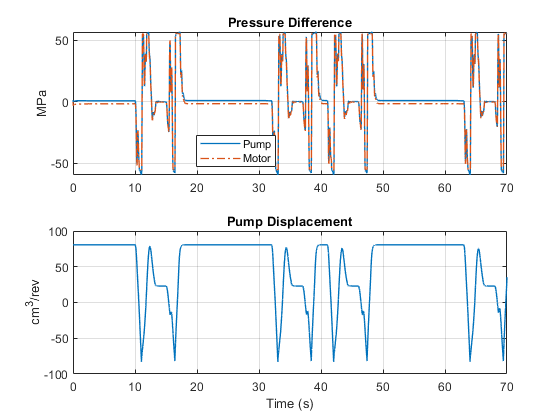 Pressure Difference
MPa
50
0
-50
Pump
Motor
0 10 20 30 40 50 60 70
Pump Displacement
cm³/rev
100
50
0
-50
-100
0 10 20 30 40 50 60 70
Time (s)